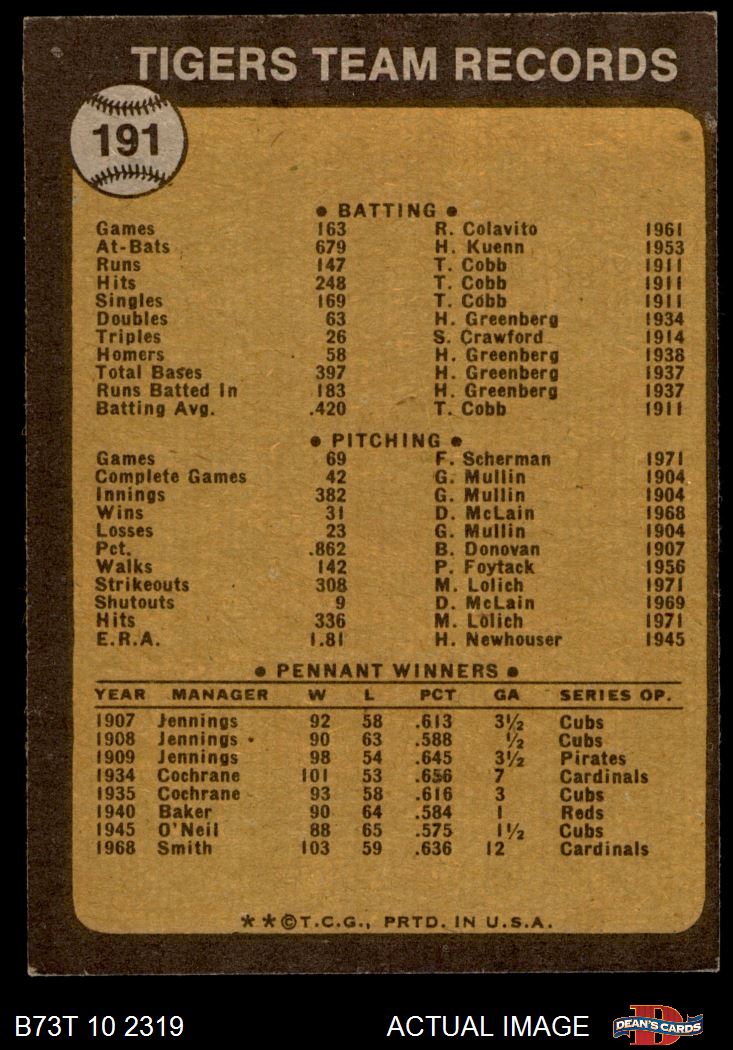 TIGERS TEAM RECORDS
191
• BATTING •
Games 163 R. Colavito 1961
At-Bats 679 H. Kuenn 1953
Runs 147 T. Cobb 1911
Hits 248 T. Cobb 1911
Singles 169 T. Cobb 1911
Doubles 63 H. Greenberg 1934
Triples 26 S. Crawford 1914
Homers 58 H. Greenberg 1938
Total Bases 397 H. Greenberg 1937
Runs Batted In 183 H. Greenberg 1937
Batting Avg. .420 T. Cobb 1911
• PITCHING •
Games 69 F. Scherman 1971
Complete Games 42 G. Mullin 1904
Innings 382 G. Mullin 1904
Wins 31 D. McLain 1968
Losses 23 G. Mullin 1904
Pct. .862 B. Donovan 1907
Walks 142 P. Foytack 1956
Strikeouts 308 M. Lolich 1971
Shutouts 9 D. McLain 1969
Hits 336 M. Lolich 1971
E.R.A. 1.81 H. Newhouser 1945
• PENNANT WINNERS •
YEAR MANAGER W L PCT GA SERIES OP.
1907 Jennings 92 58 .613 3½ Cubs
1908 Jennings 90 63 .588 ½ Cubs
1909 Jennings 98 54 .645 3½ Pirates
1934 Cochrane 101 53 .656 7 Cardinals
1935 Cochrane 93 58 .616 3 Cubs
1940 Baker 90 64 .584 1 Reds
1945 O'Neil 88 65 .575 1½ Cubs
1968 Smith 103 59 .636 12 Cardinals
* * © T.C.G., PRTD. IN U.S.A.
B73T 10 2319 ACTUAL IMAGE D DEAN'S CARDS